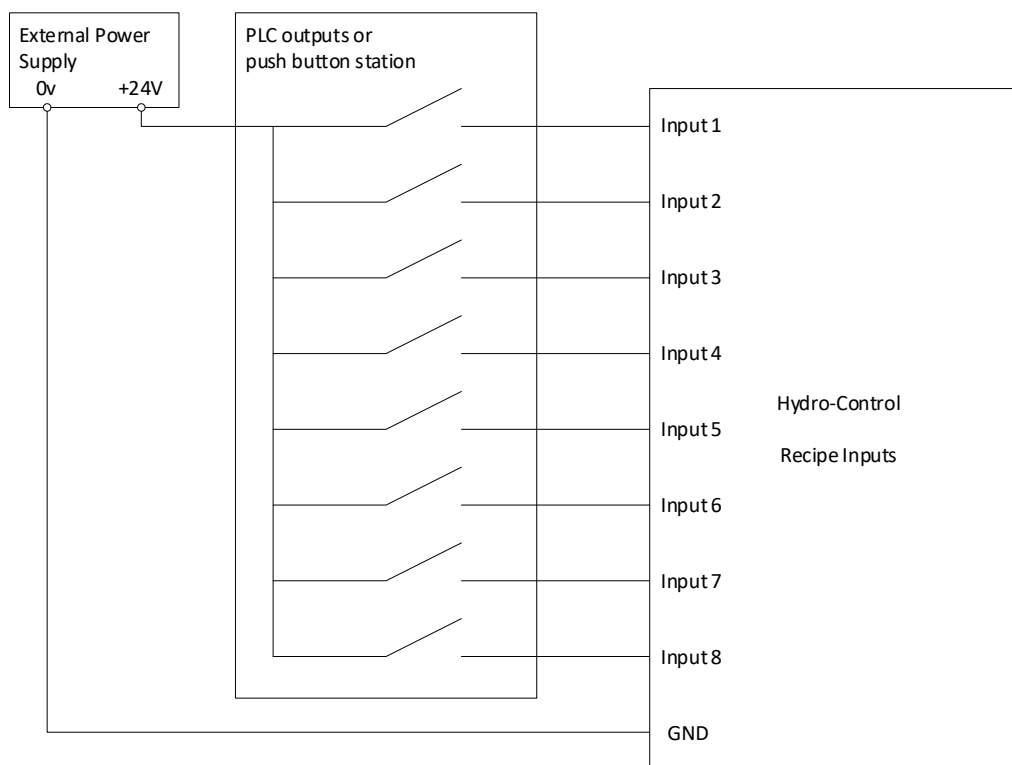 External Power
Supply
0v +24V
PLC outputs or
push button station
Input 1
Input 2
Input 3
Input 4
Input 5
Input 6
Input 7
Input 8
GND
Hydro-Control
Recipe Inputs